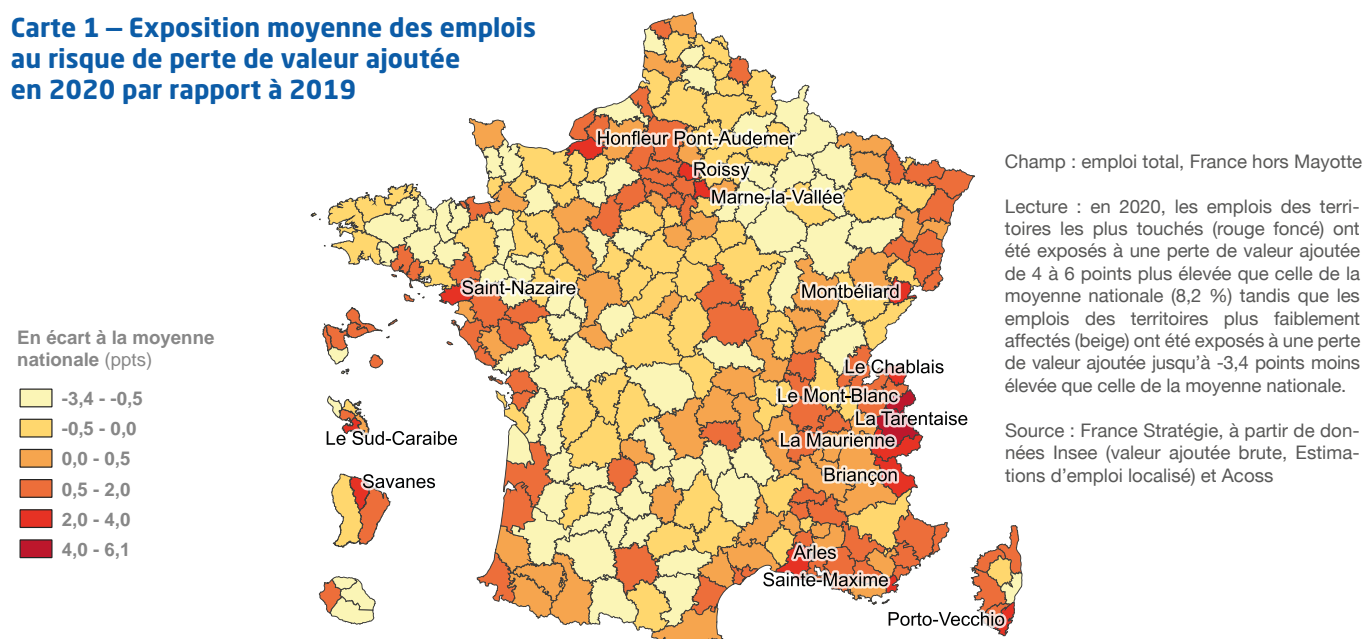 Carte 1 – Exposition moyenne des emplois
au risque de perte de valeur ajoutée
en 2020 par rapport à 2019
Honfleur Pont-Audemer
Roissy
Marne-la-Vallée
Saint-Nazaire
Montbéliard
Le Chablais
Le Mont-Blanc
La Tarentaise
La Maurienne
Briançon
Le Sud-Caraibe
Savanes
Arles
Sainte-Maxime
Porto-Vecchio
En écart à la moyenne
nationale (ppts)
-3,4 - -0,5
-0,5 - 0,0
0,0 - 0,5
0,5 - 2,0
2,0 - 4,0
4,0 - 6,1
Champ : emploi total, France hors Mayotte
Lecture : en 2020, les emplois des terri-
toires les plus touchés (rouge foncé) ont
été exposés à une perte de valeur ajoutée
de 4 à 6 points plus élevée que celle de la
moyenne nationale (8,2 %) tandis que les
emplois des territoires plus faiblement
affectés (beige) ont été exposés à une perte
de valeur ajoutée jusqu'à -3,4 points moins
élevée que celle de la moyenne nationale.
Source : France Stratégie, à partir de don-
nées Insee (valeur ajoutée brute, Estima-
tions d'emploi localisé) et Acoss